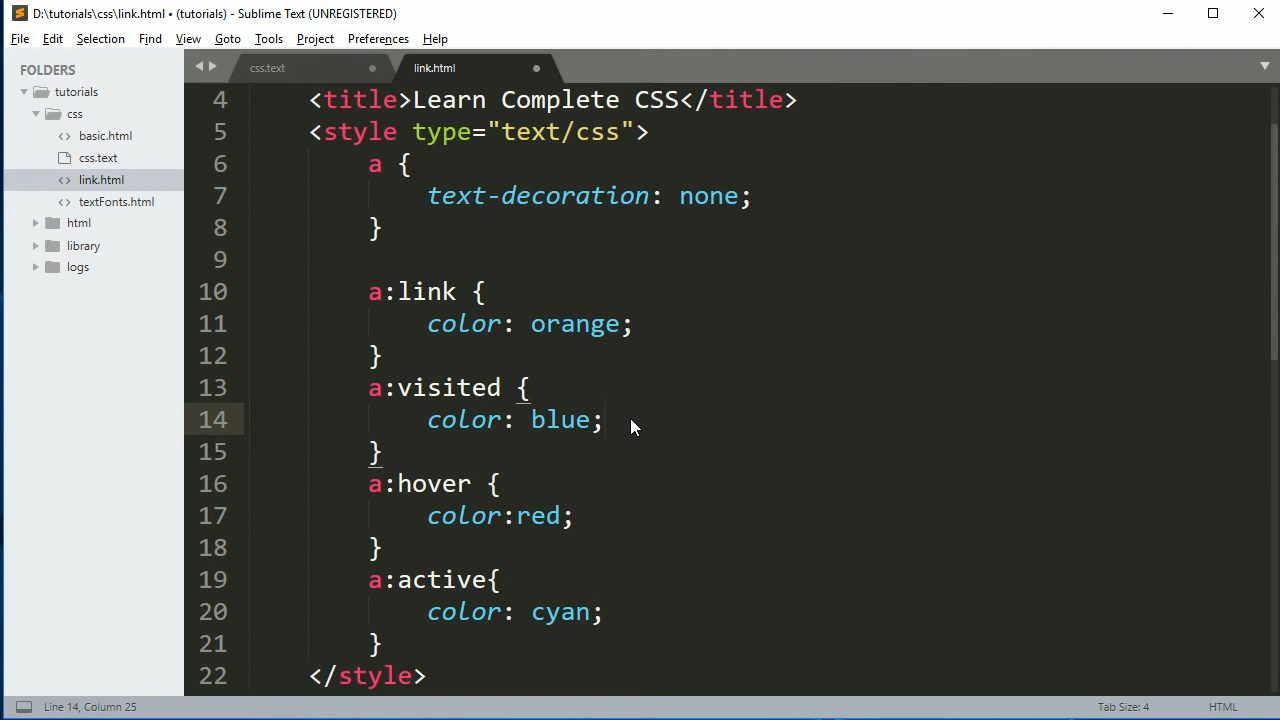 D:\tutorials\css\link.html • (tutorials) - Sublime Text (UNREGISTERED)
File Edit Selection Find View Goto Tools Project Preferences Help
FOLDERS
tutorials
css
basic.html
css.text
link.html
textFonts.html
html
library
logs
css.text link.html
4 <title>Learn Complete CSS</title>
5 <style type="text/css">
6 a {
7 text-decoration: none;
8 }
9
10 a:link {
11 color: orange;
12 }
13 a:visited {
14 color: blue;
15 }
16 a:hover {
17 color:red;
18 }
19 a:active{
20 color: cyan;
21 }
22 </style>
Line 14, Column 25 Tab Size: 4 HTML